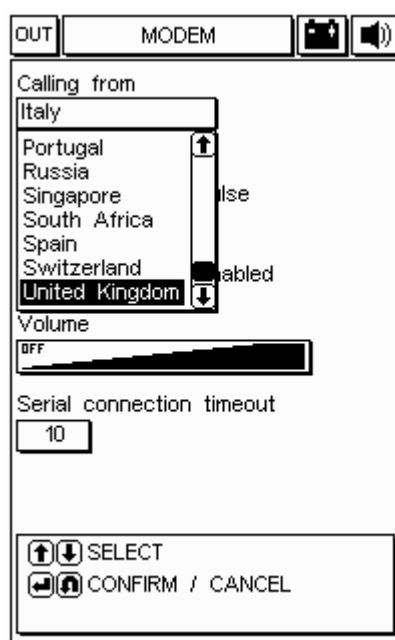 OUT MODEM
Calling from
Italy
Portugal
Russia
Singapore
South Africa
Spain
Switzerland
United Kingdom
Volume
OFF
Serial connection timeout
10
SELECT
CONFIRM / CANCEL